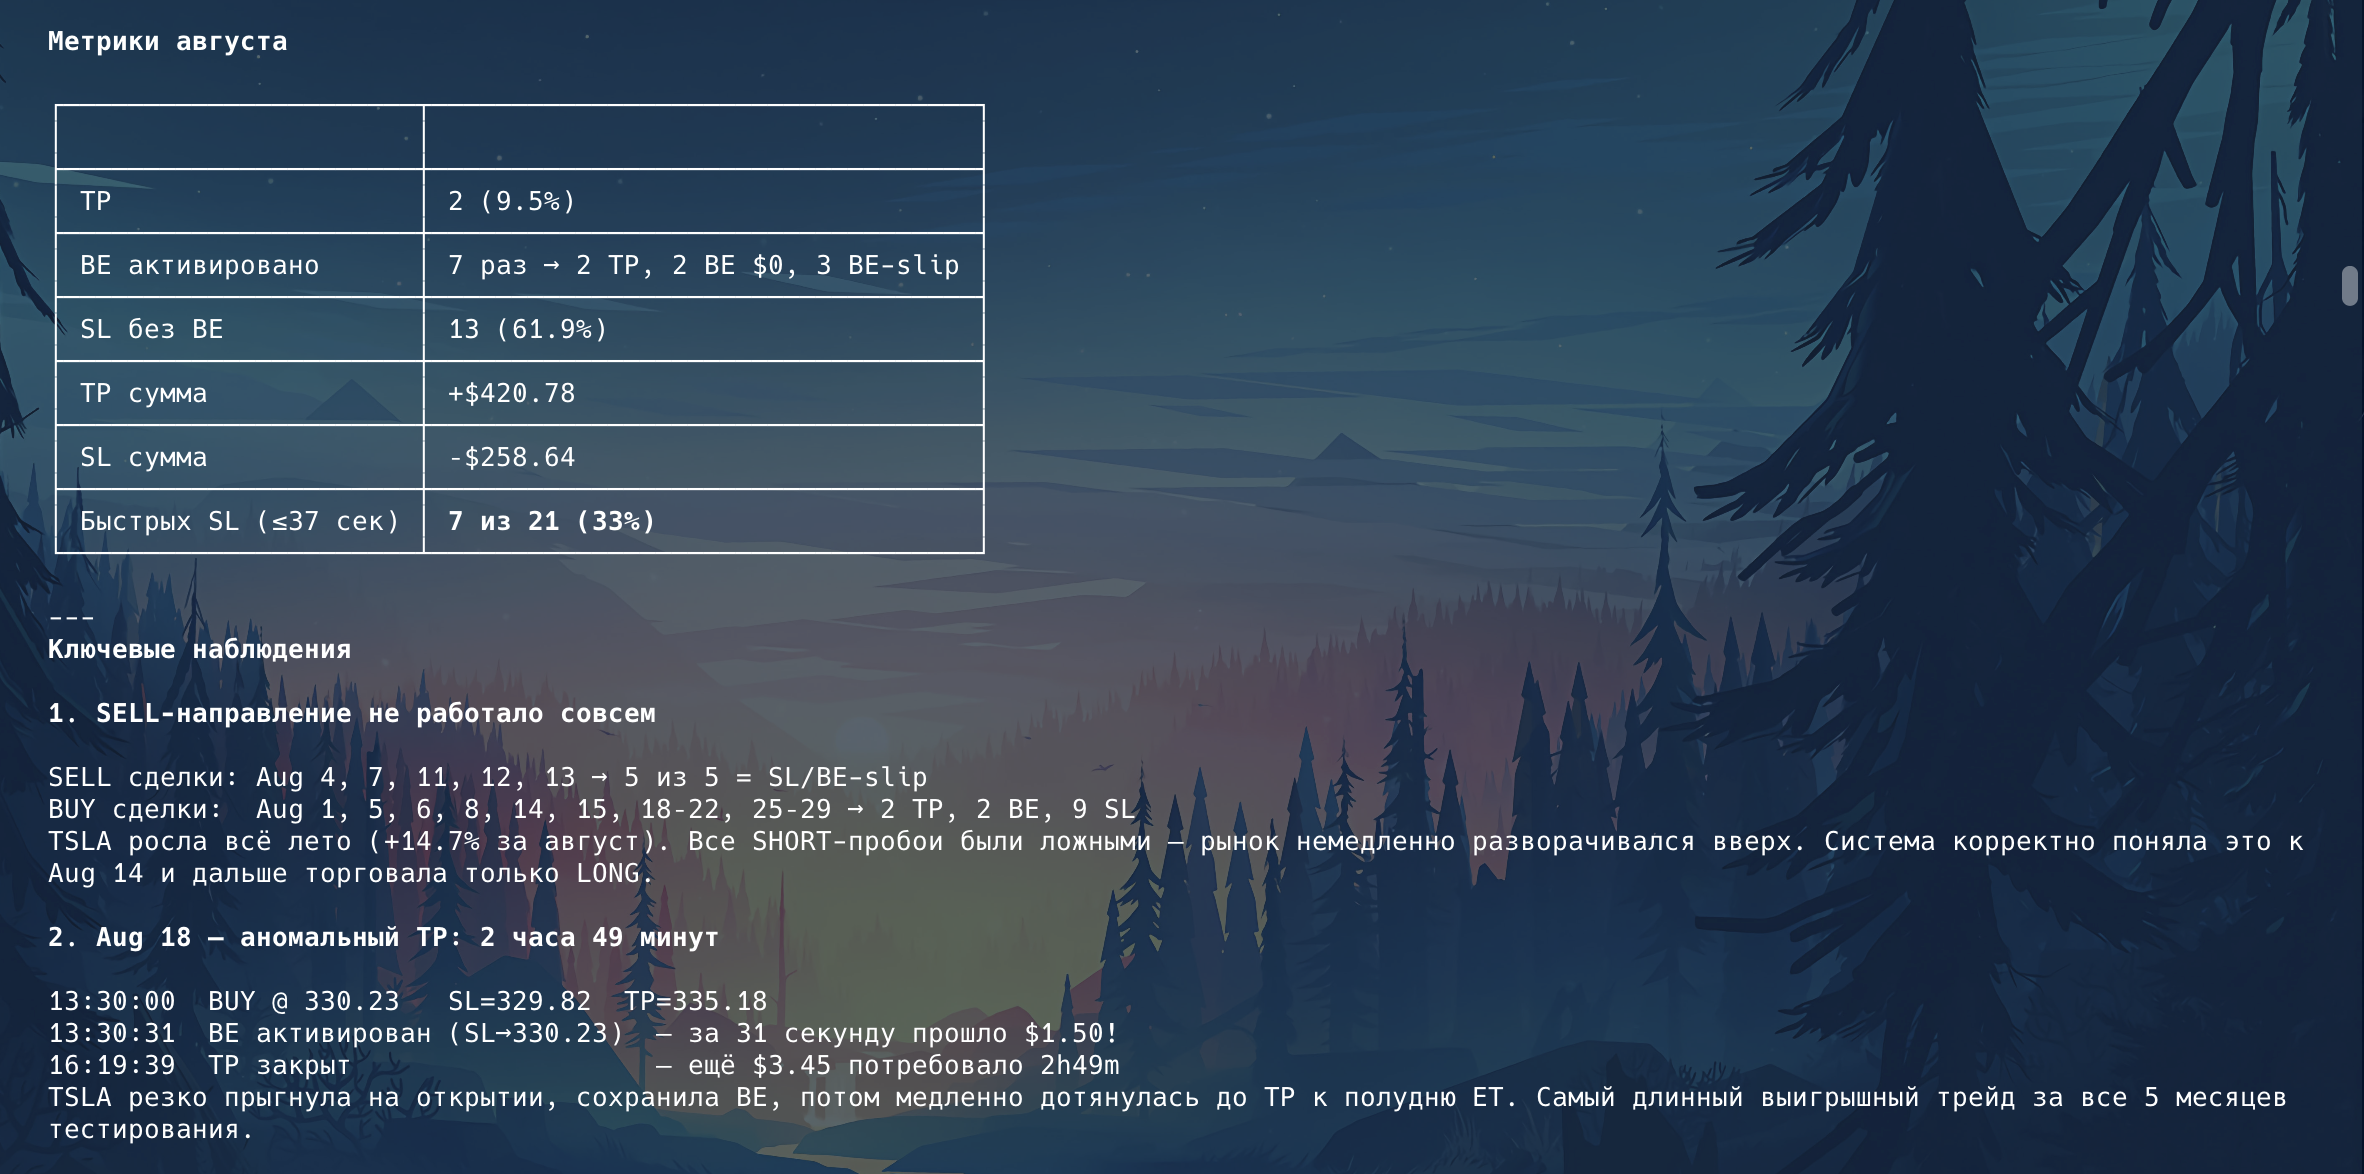 Метрики августа
TP 2 (9.5%)
BE активировано 7 раз → 2 TP, 2 BE $0, 3 BE-slip
SL без BE 13 (61.9%)
TP сумма +$420.78
SL сумма -$258.64
Быстрых SL (≤37 сек) 7 из 21 (33%)
---
Ключевые наблюдения
1. SELL-направление не работало совсем
SELL сделки: Aug 4, 7, 11, 12, 13 → 5 из 5 = SL/BE-slip
BUY сделки:  Aug 1, 5, 6, 8, 14, 15, 18-22, 25-29 → 2 TP, 2 BE, 9 SL
TSLA росла всё лето (+14.7% за август). Все SHORT-пробои были ложными — рынок немедленно разворачивался вверх. Система корректно поняла это к
Aug 14 и дальше торговала только LONG.
2. Aug 18 — аномальный TP: 2 часа 49 минут
13:30:00  BUY @ 330.23   SL=329.82  TP=335.18
13:30:31  BE активирован (SL→330.23)  — за 31 секунду прошло $1.50!
16:19:39  TP закрыт                   — ещё $3.45 потребовало 2h49m
TSLA резко прыгнула на открытии, сохранила BE, потом медленно дотянулась до TP к полудню ET. Самый длинный выигрышный трейд за все 5 месяцев
тестирования.